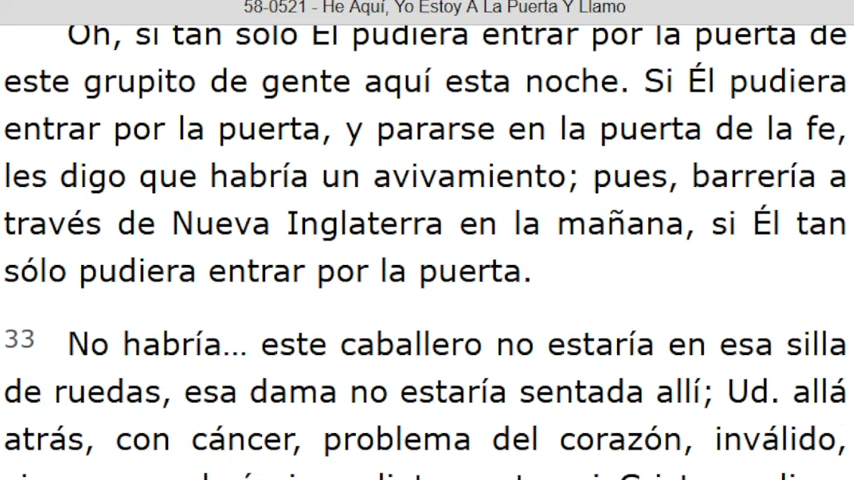 58-0521 - He Aquí, Yo Estoy A La Puerta Y Llamo
Oh, si tan sólo Él pudiera entrar por la puerta de
este grupito de gente aquí esta noche. Si Él pudiera
entrar por la puerta, y pararse en la puerta de la fe,
les digo que habría un avivamiento; pues, barrería a
través de Nueva Inglaterra en la mañana, si Él tan
sólo pudiera entrar por la puerta.
33 No habría... este caballero no estaría en esa silla
de ruedas, esa dama no estaría sentada allí; Ud. allá
atrás, con cáncer, problema del corazón, inválido,